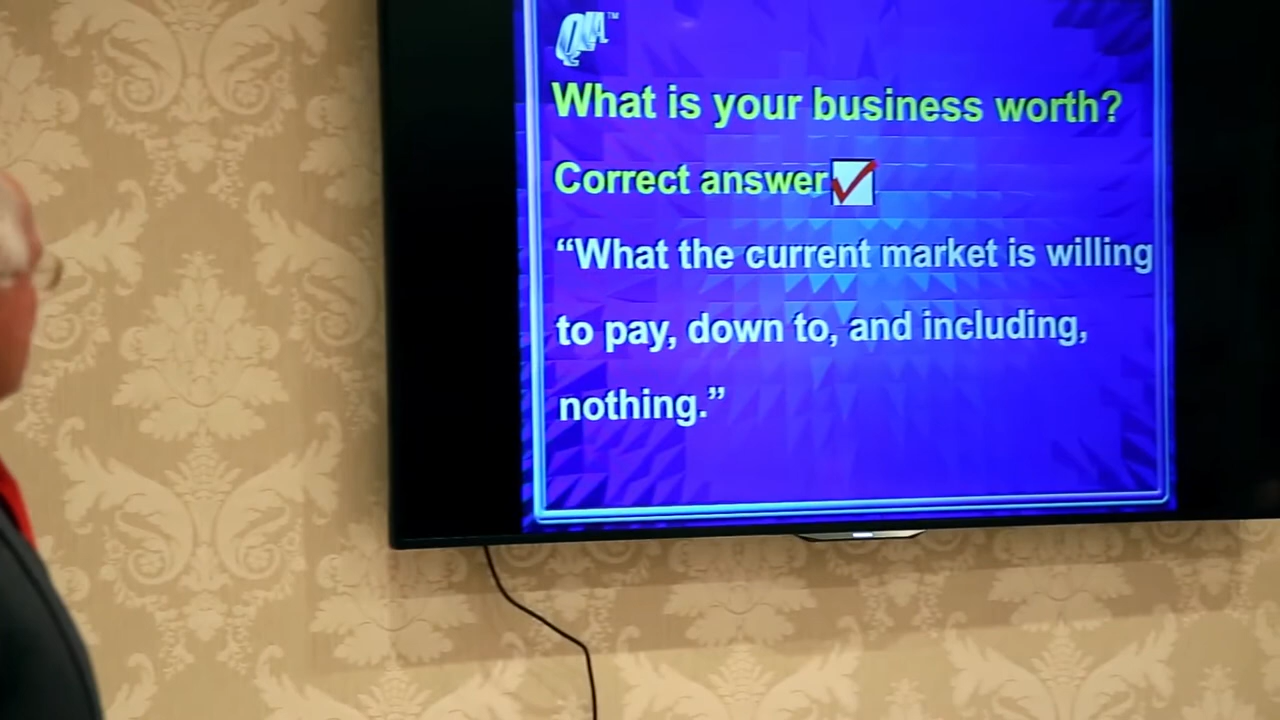 QLA™
What is your business worth?
Correct answer
“What the current market is willing
to pay, down to, and including,
nothing.”